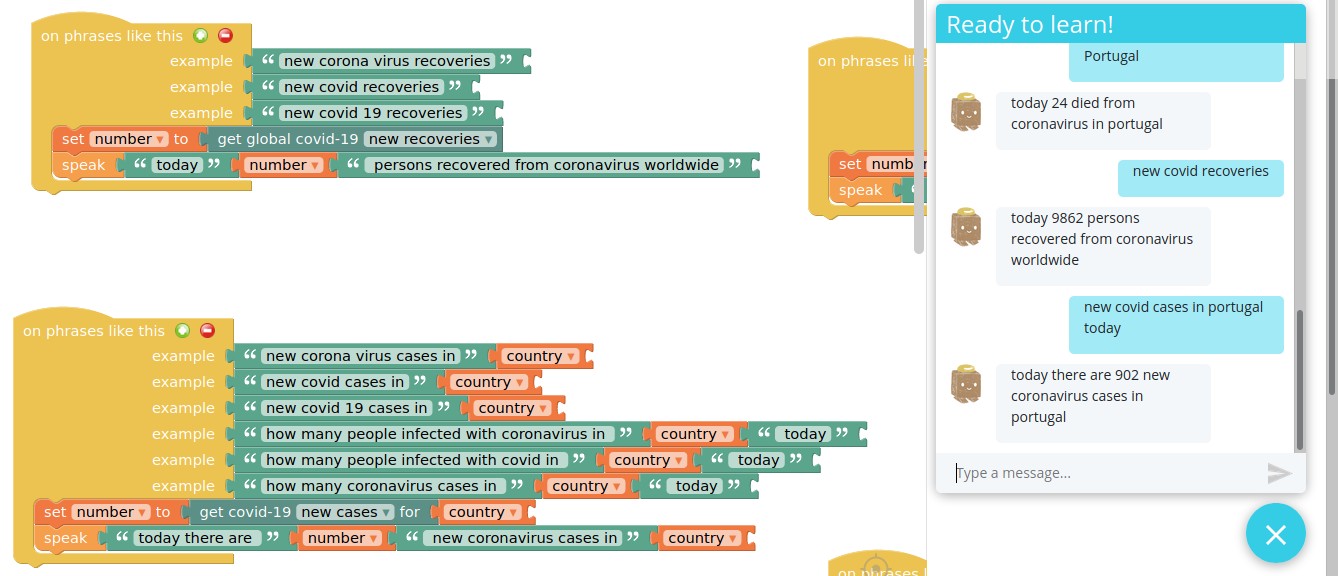 on phrases like this
example “ new corona virus recoveries ”
example “ new covid recoveries ”
example “ new covid 19 recoveries ”
set number to get global covid-19 new recoveries
speak “ today ” number “ persons recovered from coronavirus worldwide ”
on phrases like this
example “ new corona virus cases in ” country
example “ new covid cases in ” country
example “ new covid 19 cases in ” country
example “ how many people infected with coronavirus in ” country “ today ”
example “ how many people infected with covid in ” country “ today ”
example “ how many coronavirus cases in ” country “ today ”
set number to get covid-19 new cases for country
speak “ today there are ” number “ new coronavirus cases in ” country
on phrases
set
speak “
on phrases
Ready to learn!
Portugal
today 24 died from
coronavirus in portugal
new covid recoveries
today 9862 persons
recovered from coronavirus
worldwide
new covid cases in portugal
today
today there are 902 new
coronavirus cases in
portugal
Type a message...